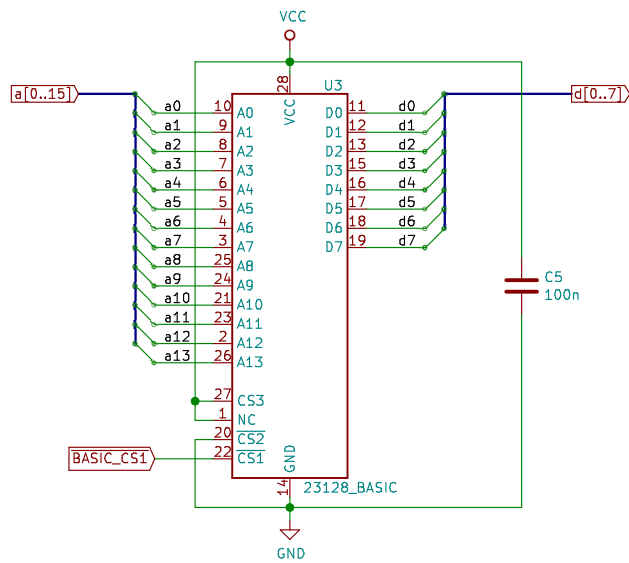 VCC
a[0..15]
28
U3
d[0..7]
VCC
a0 10 A0 D0 11 d0
a1 9 A1 D1 12 d1
a2 8 A2 D2 13 d2
a3 7 A3 D3 15 d3
a4 6 A4 D4 16 d4
a5 5 A5 D5 17 d5
a6 4 A6 D6 18 d6
a7 3 A7 D7 19 d7
a8 25 A8
a9 24 A9
C5
a10 21 A10
100n
a11 23 A11
a12 2 A12
a13 26 A13
27 CS3
1 NC
20 CS2
BASIC_CS1 22 CS1
GND
14
23128_BASIC
GND